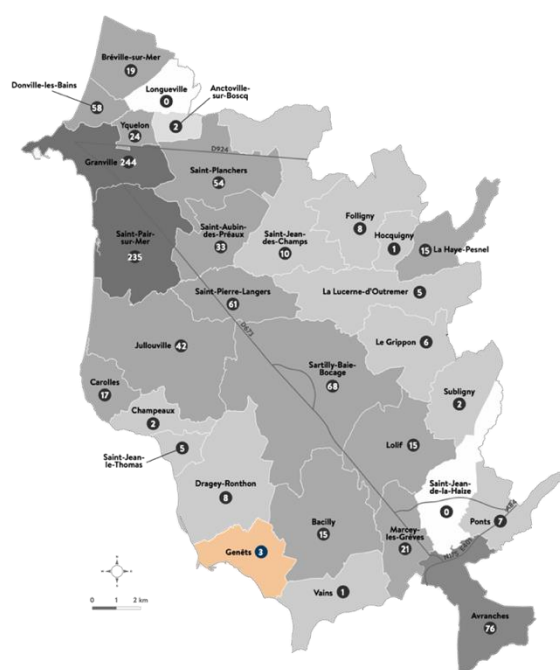 Bréville-sur-Mer
19
Longueville
0
Donville-les-Bains
58
Anctoville-
sur-Boscq
2
Yquelon
24
D924
Granville 244
Saint-Planchers
54
Folligny
8
Hocquigny
1
15 La Haye-Pesnel
Saint-Pair-
sur-Mer
235
Saint-Aubin
des-Préaux
33
Saint-Jean
des-Champs
10
Saint-Pierre-Langers
61
La Lucerne-d'Outremer
5
D973
Le Grippon 6
Jullouville
42
Sartilly-Baie-
Bocage
68
Subligny
2
Carolles
17
Champeaux
2
Lolif
15
Saint-Jean-
le-Thomas
5
Saint-Jean-
de-la-Haize
0
Dragey-Ronthon
8
Ponts 7
Bacilly
15
Marcey-
les-Grèves
21
Genêts 3
Vains 1
Avranches
76
0 1 2 km